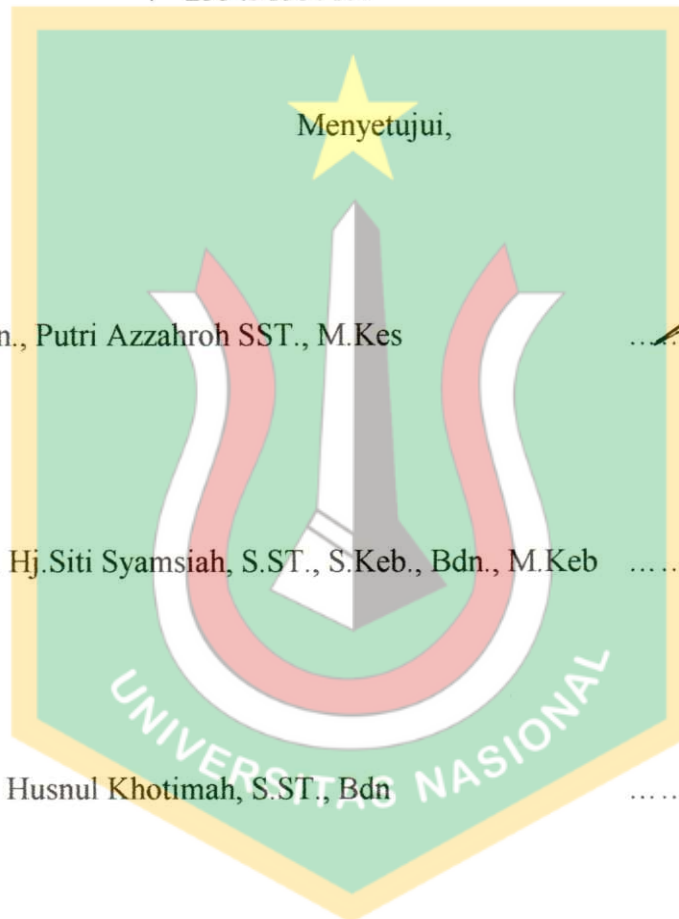 Menyetujui,
n., Putri Azzahroh SST., M.Kes ......
Hj.Siti Syamsiah, S.ST., S.Keb., Bdn., M.Keb ......
UNIVERSITAS NASIONAL
Husnul Khotimah, S.ST., Bdn ......